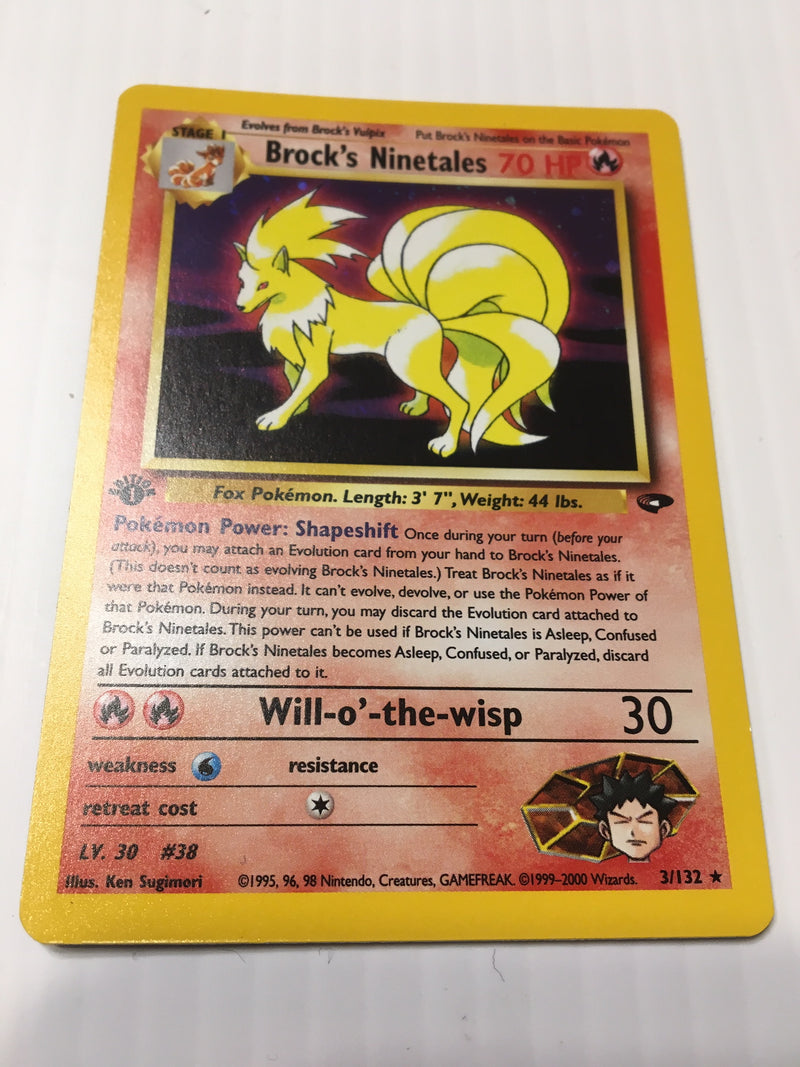 STAGE 1
Evolves from Brock's Vulpix
Put Brock's Ninetales on the Basic Pokémon
Brock's Ninetales 70 HP
EDITION 1
Fox Pokémon. Length: 3' 7", Weight: 44 lbs.
Pokémon Power: Shapeshift Once during your turn (before your
attack), you may attach an Evolution card from your hand to Brock's Ninetales.
(This doesn't count as evolving Brock's Ninetales.) Treat Brock's Ninetales as if it
were that Pokémon instead. It can't evolve, devolve, or use the Pokémon Power of
that Pokémon. During your turn, you may discard the Evolution card attached to
Brock's Ninetales. This power can't be used if Brock's Ninetales is Asleep, Confused
or Paralyzed. If Brock's Ninetales becomes Asleep, Confused, or Paralyzed, discard
all Evolution cards attached to it.
Will-o'-the-wisp 30
weakness resistance
retreat cost
LV. 30 #38
Illus. Ken Sugimori ©1995, 96, 98 Nintendo, Creatures, GAMEFREAK. ©1999–2000 Wizards. 3/132 ★